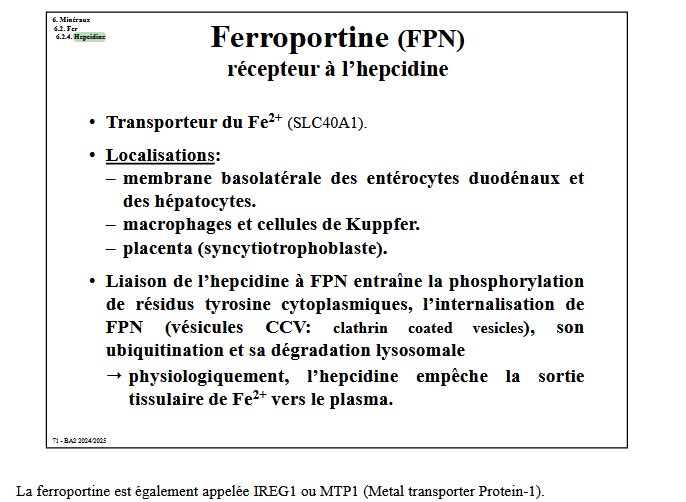 6. Minéraux
6.2. Fer
6.2.4. Hepcidine
Ferroportine (FPN)
récepteur à l’hepcidine
• Transporteur du Fe2+ (SLC40A1).
• Localisations:
– membrane basolatérale des entérocytes duodénaux et
des hépatocytes.
– macrophages et cellules de Kuppfer.
– placenta (syncytiotrophoblaste).
• Liaison de l’hepcidine à FPN entraîne la phosphorylation
de résidus tyrosine cytoplasmiques, l’internalisation de
FPN (vésicules CCV: clathrin coated vesicles), son
ubiquitination et sa dégradation lysosomale
→ physiologiquement, l’hepcidine empêche la sortie
tissulaire de Fe2+ vers le plasma.
71 - BA2 2024/2025
La ferroportine est également appelée IREG1 ou MTP1 (Metal transporter Protein-1).